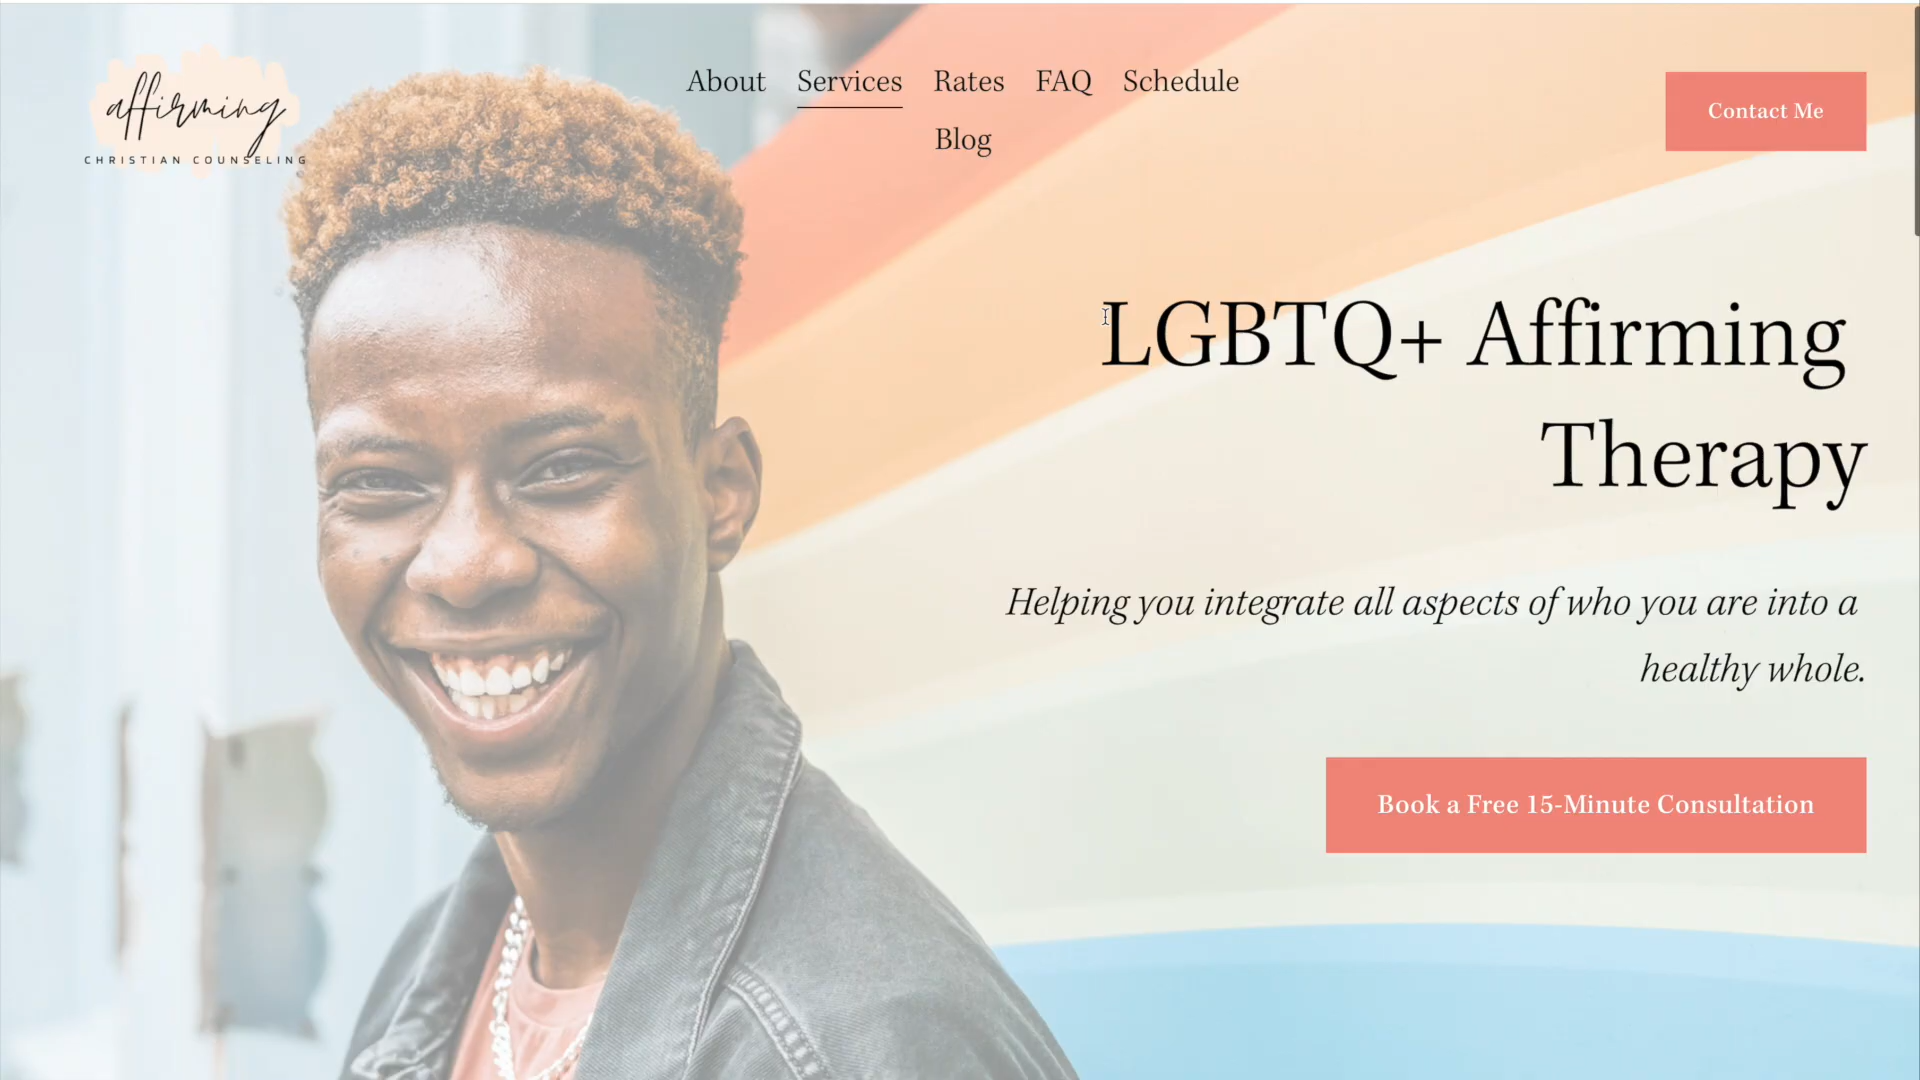 affirming
CHRISTIAN COUNSELING
About Services Rates FAQ Schedule
Blog
Contact Me
LGBTQ+ Affirming
Therapy
Helping you integrate all aspects of who you are into a
healthy whole.
Book a Free 15-Minute Consultation